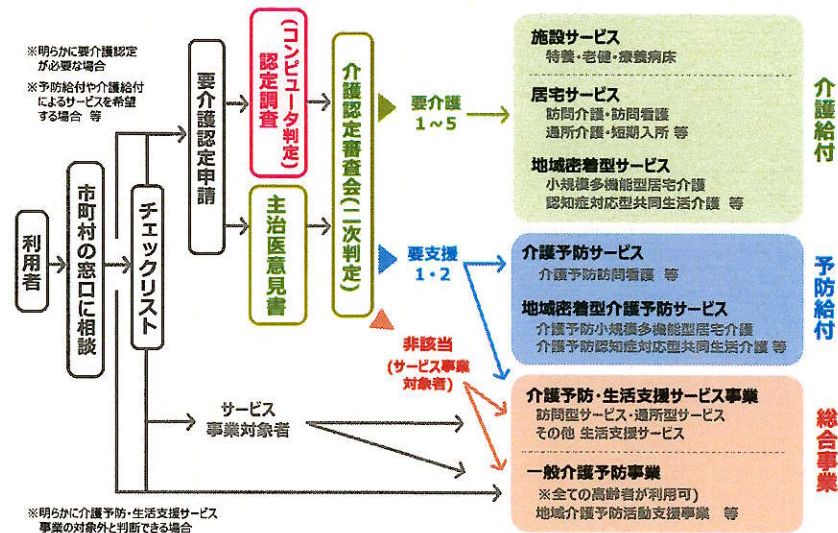 ※明らかに要介護認定
が必要な場合
※予防給付や介護給付
によるサービスを希望
する場合 等
利用者
市町村の窓口に相談
チェックリスト
要介護認定申請
認定調査
(コンピュータ判定)
主治医意見書
介護認定審査会(二次判定)
要介護
1～5
要支援
1・2
非該当
(サービス事業
対象者)
サービス
事業対象者
※明らかに介護予防・生活支援サービス
事業の対象外と判断できる場合
施設サービス
特養・老健・療養病床
居宅サービス
訪問介護・訪問看護
通所介護・短期入所 等
地域密着型サービス
小規模多機能型居宅介護
認知症対応型共同生活介護 等
介護給付
介護予防サービス
介護予防訪問看護 等
地域密着型介護予防サービス
介護予防小規模多機能型居宅介護
介護予防認知症対応型共同生活介護 等
予防給付
介護予防・生活支援サービス事業
訪問型サービス・通所型サービス
その他 生活支援サービス
一般介護予防事業
※全ての高齢者が利用可)
地域介護予防活動支援事業 等
総合事業